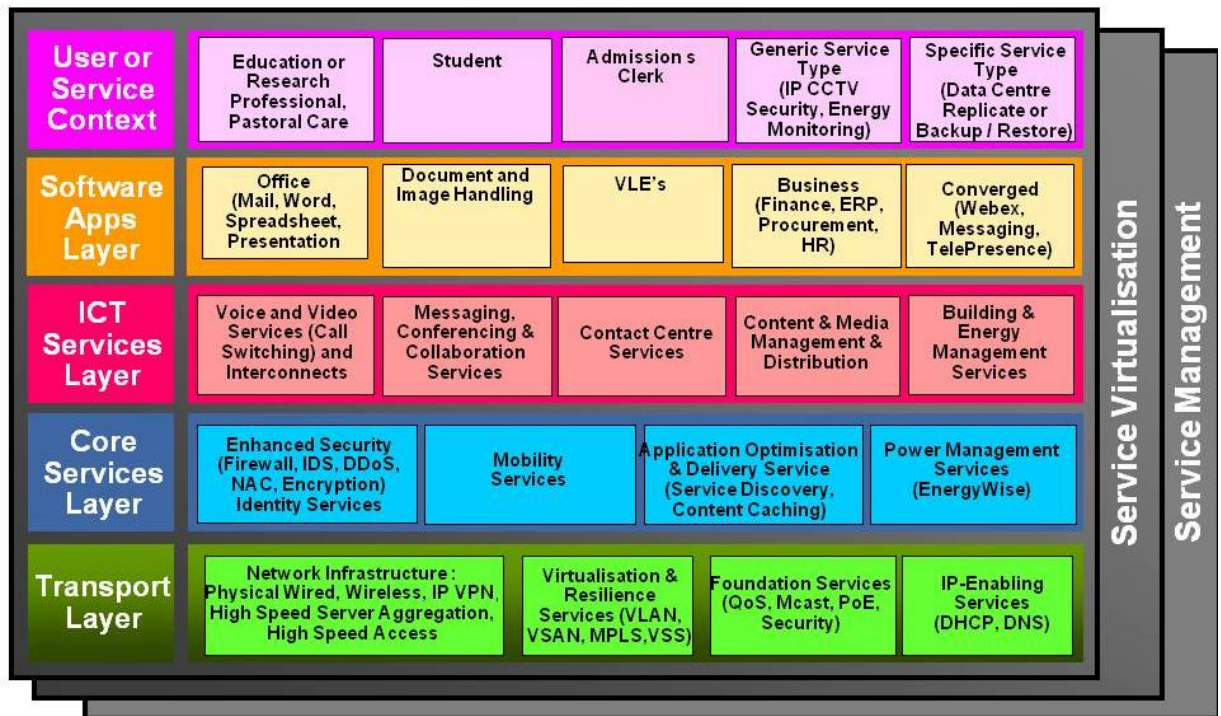 User or
Service
Context
Education or
Research
Professional,
Pastoral Care
Student
Admission s
Clerk
Generic Service
Type
(IP CCTV
Security, Energy
Monitoring)
Specific Service
Type
(Data Centre
Replicate or
Backup / Restore)
Software
Apps
Layer
Office
(Mail, Word,
Spreadsheet,
Presentation
Document and
Image Handling
VLE's
Business
(Finance, ERP,
Procurement,
HR)
Converged
(Webex,
Messaging,
TelePresence)
ICT
Services
Layer
Voice and Video
Services (Call
Switching) and
Interconnects
Messaging,
Conferencing &
Collaboration
Services
Contact Centre
Services
Content & Media
Management &
Distribution
Building &
Energy
Management
Services
Core
Services
Layer
Enhanced Security
(Firewall, IDS, DDoS,
NAC, Encryption)
Identity Services
Mobility
Services
Application Optimisation
& Delivery Service
(Service Discovery,
Content Caching)
Power Management
Services
(EnergyWise)
Transport
Layer
Network Infrastructure :
Physical Wired, Wireless, IP VPN,
High Speed Server Aggregation,
High Speed Access
Virtualisation &
Resilience
Services (VLAN,
VSAN, MPLS,VSS)
Foundation Services
(QoS, Mcast, PoE,
Security)
IP-Enabling
Services
(DHCP, DNS)
Service Virtualisation
Service Management